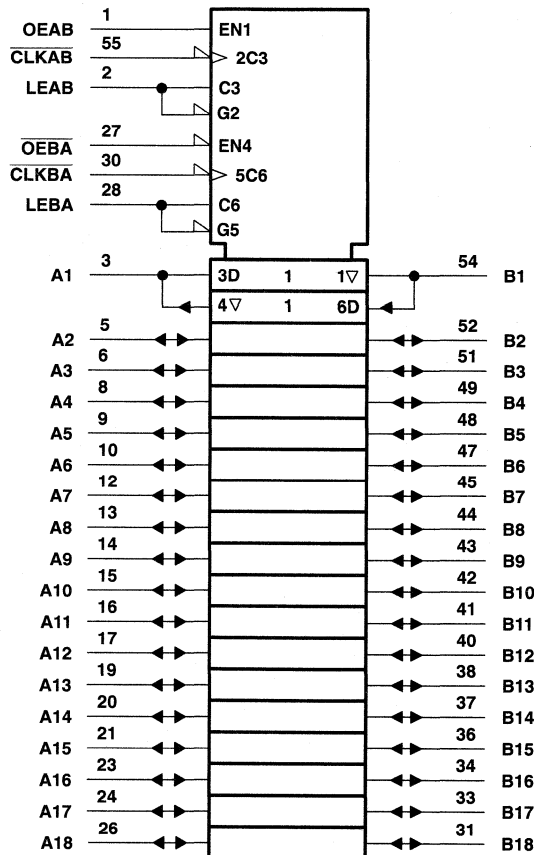 OEAB 1 EN1
CLKAB 55 2C3
LEAB 2 C3
G2
OEBA 27 EN4
CLKBA 30 5C6
LEBA 28 C6
G5
A1 3 3D 1 1▽ 54 B1
4▽ 1 6D
A2 5 52 B2
A3 6 51 B3
A4 8 49 B4
A5 9 48 B5
A6 10 47 B6
A7 12 45 B7
A8 13 44 B8
A9 14 43 B9
A10 15 42 B10
A11 16 41 B11
A12 17 40 B12
A13 19 38 B13
A14 20 37 B14
A15 21 36 B15
A16 23 34 B16
A17 24 33 B17
A18 26 31 B18